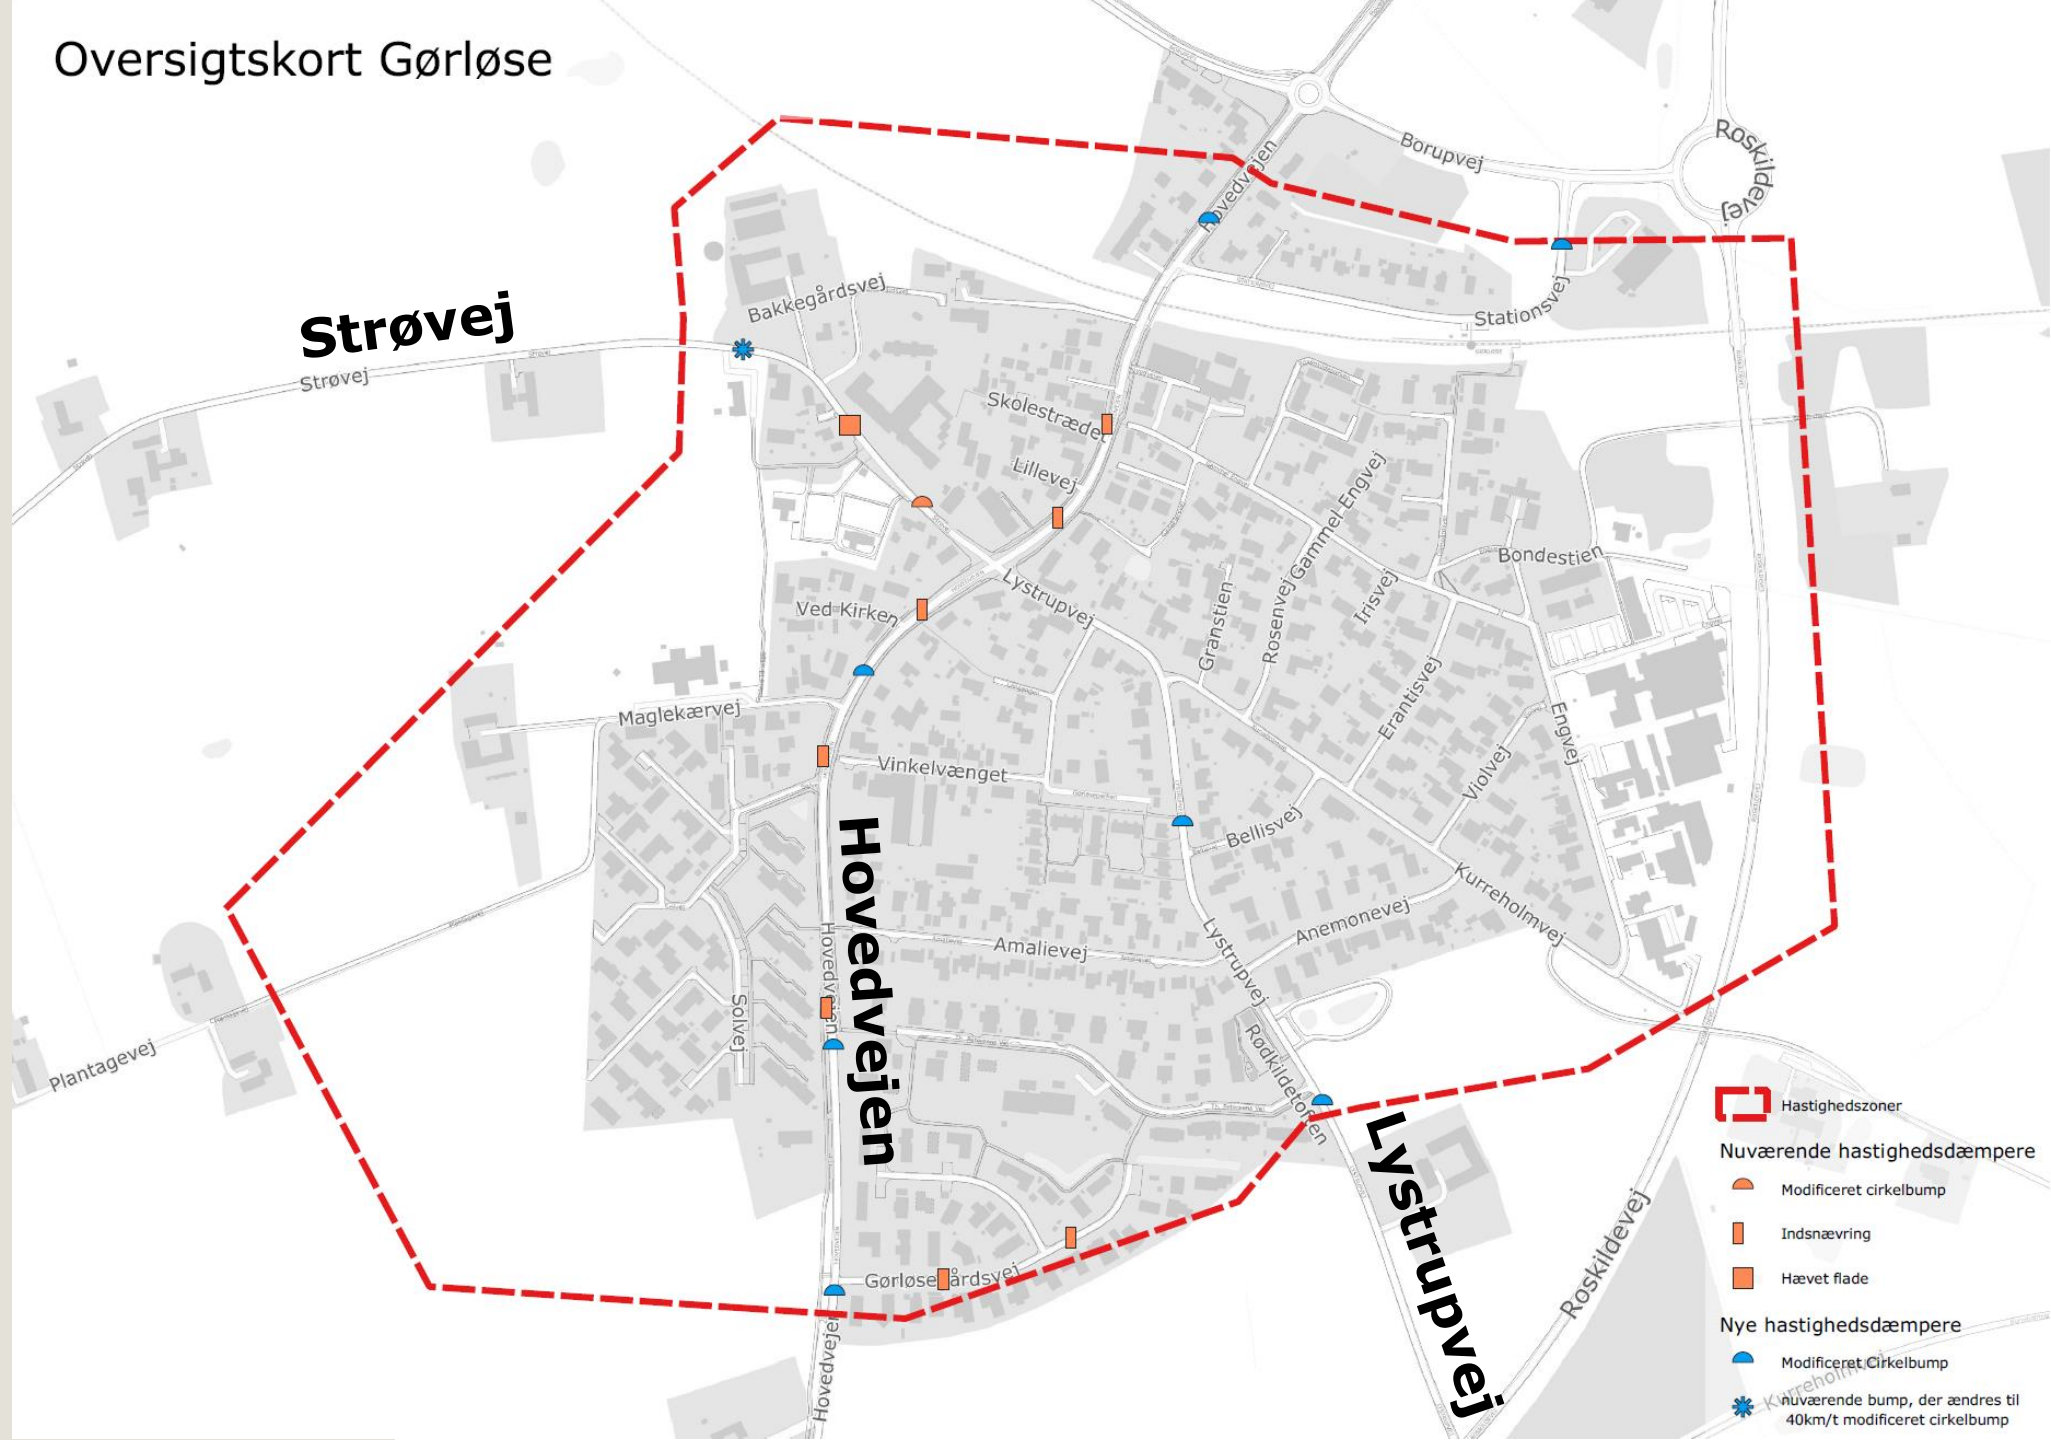 Oversigtskort Gørløse
Borupvej
Roskildevej
Hovedvejen
Strøvej
Bakkegårdsvej
Stationsvej
Strøvej
Skolestrædet
Lillevej
Gammel Engvej
Bondestien
Lystrupvej
Ved Kirken
Granstien
Rosenvej
Irisvej
Erantisvej
Maglekærvej
Engvej
Vinkelvænget
Violvej
Bellisvej
Hovedvejen
Kurreholmvej
Anemonevej
Amalievej
Lystrupvej
Hovedvejen
Solvej
Rødkildetoften
Plantagevej
Lystrupvej
Roskildevej
Gørløsegårdsvej
Hovedvejen
Hastighedszoner
Nuværende hastighedsdæmpere
Modificeret cirkelbump
Indsnævring
Hævet flade
Nye hastighedsdæmpere
Modificeret Cirkelbump
Kurreholmvej
nuværende bump, der ændres til
40km/t modificeret cirkelbump